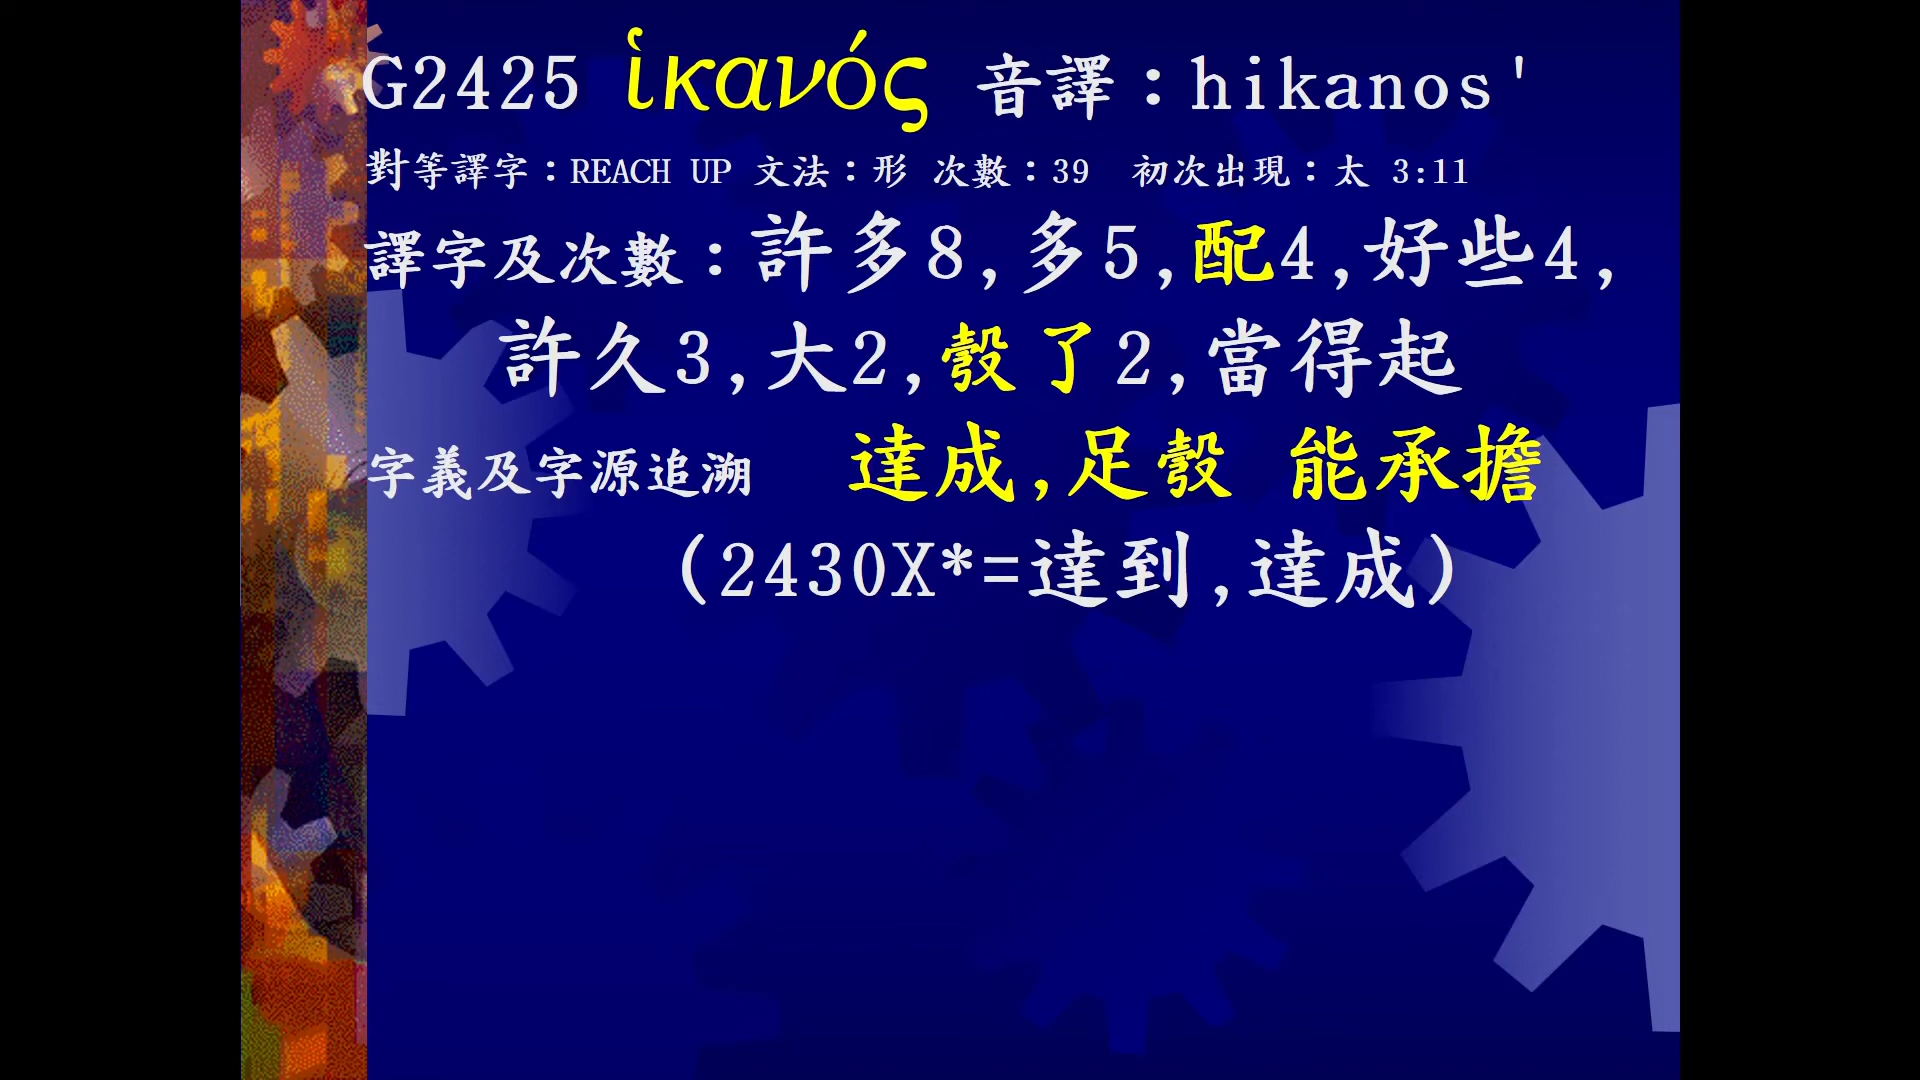 G2425 ἱκανός 音譯：hikanos'
對等譯字：REACH UP 文法：形 次數：39 初次出現：太 3:11
譯字及次數：許多8,多5,配4,好些4,
許久3,大2,彀了2,當得起
字義及字源追溯 達成,足彀 能承擔
(2430X*=達到,達成)